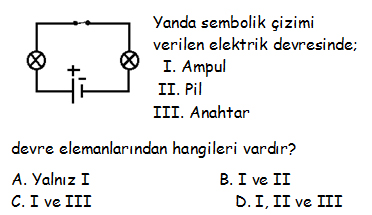 Yanda sembolik çizimi
verilen elektrik devresinde;
I. Ampul
II. Pil
III. Anahtar
+ -
devre elemanlarından hangileri vardır?
A. Yalnız I B. I ve II
C. I ve III D. I, II ve III